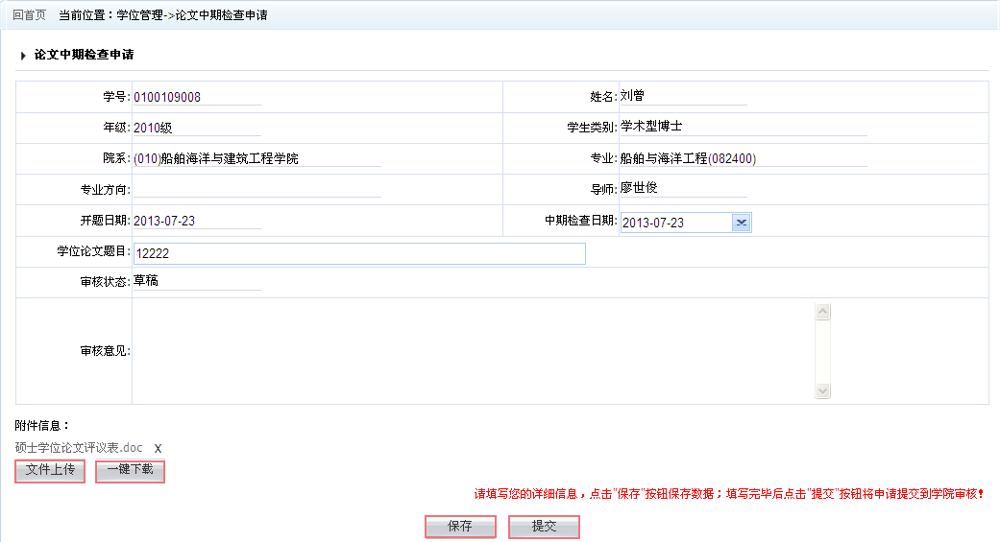 回首页 当前位置：学位管理->论文中期检查申请
论文中期检查申请
学号: 0100109008 姓名: 刘曾
年级: 2010级 学生类别: 学术型博士
院系: (010)船舶海洋与建筑工程学院 专业: 船舶与海洋工程(082400)
专业方向: 导师: 廖世俊
开题日期: 2013-07-23 中期检查日期: 2013-07-23
学位论文题目: 12222
审核状态: 草稿
审核意见:
附件信息：
硕士学位论文评议表.doc X
文件上传 一键下载
请填写您的详细信息，点击"保存"按钮保存数据；填写完毕后点击"提交"按钮将申请提交到学院审核！
保存 提交